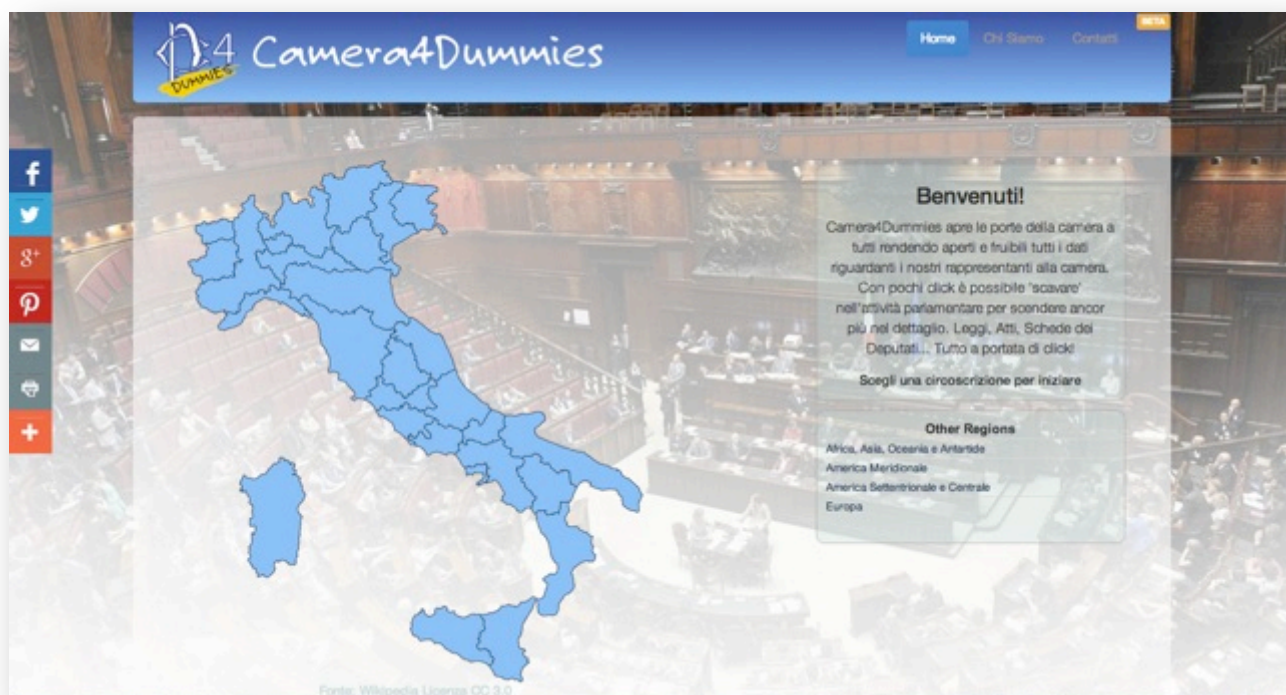 4
DUMMIES
Camera4Dummies
Home
Chi Siamo
Contatti
BETA
f
8+
Benvenuti!
Camera4Dummies apre le porte della camera a
tutti rendendo aperti e fruibili tutti i dati
riguardanti i nostri rappresentanti alla camera.
Con pochi click è possibile 'scavare'
nell'attività parlamentare per scendere ancor
più nel dettaglio. Leggi, Atti, Schede dei
Deputati... Tutto a portata di click!
Scegli una circoscrizione per iniziare
Other Regions
Africa, Asia, Oceania e Antartide
America Meridionale
America Settentrionale e Centrale
Europa
Fonte: Wikipedia Licenza CC 3.0